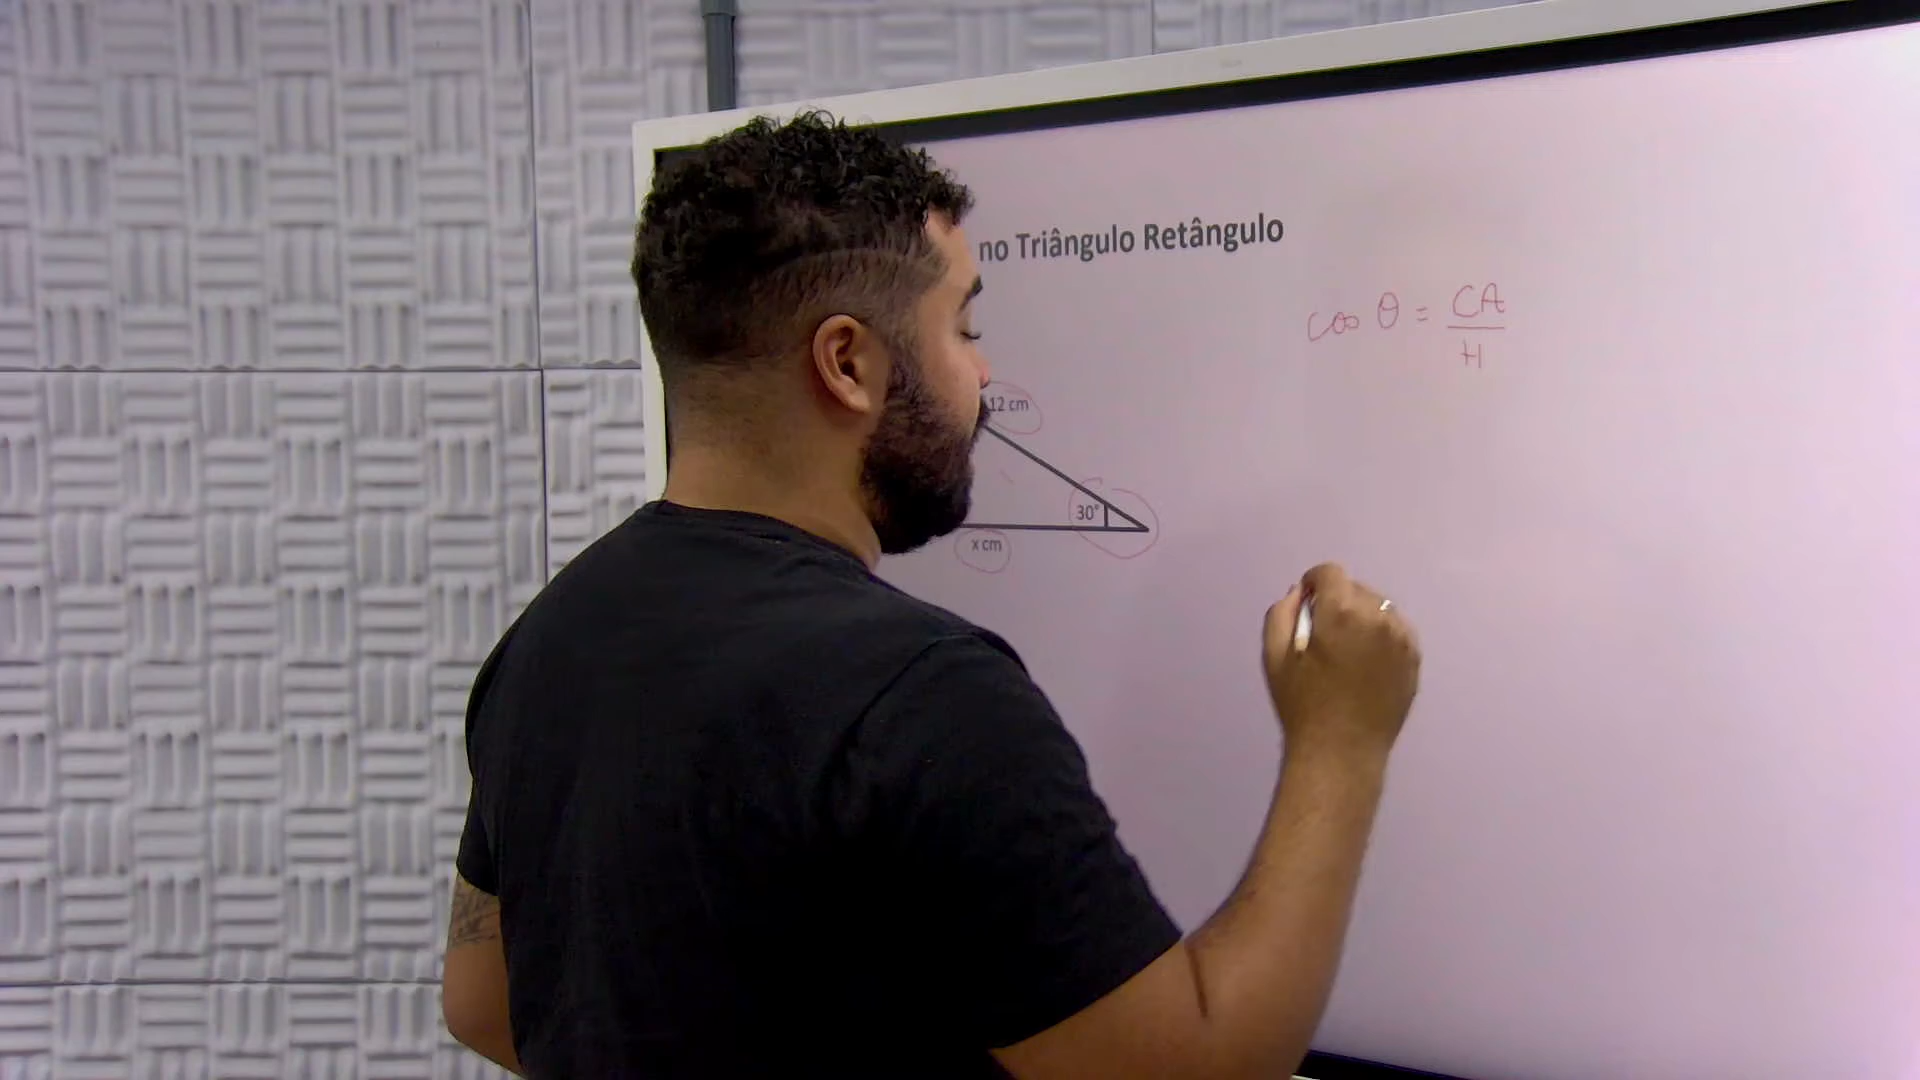 no Triângulo Retângulo
cos θ = CA
H
12 cm
30°
x cm